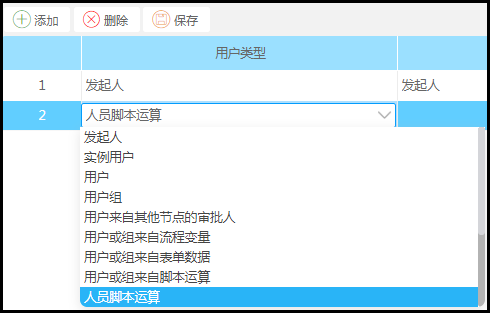 添加 删除 保存
用户类型
1 发起人 发起人
2 人员脚本运算
发起人
实例用户
用户
用户组
用户来自其他节点的审批人
用户或组来自流程变量
用户或组来自表单数据
用户或组来自脚本运算
人员脚本运算